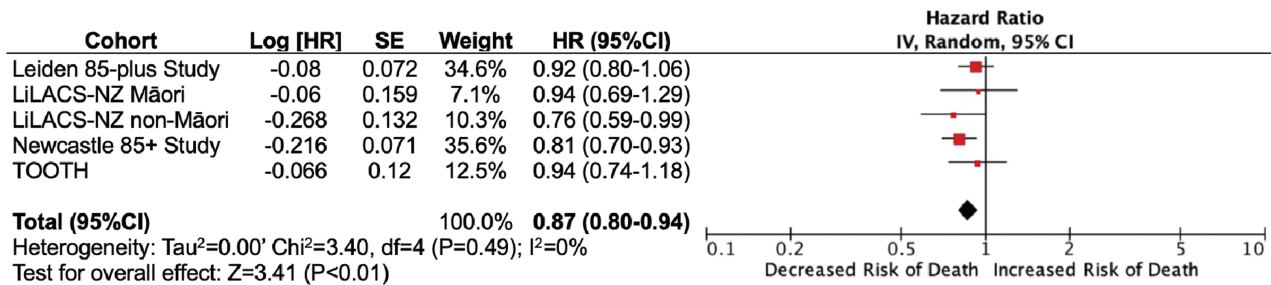 Hazard Ratio
Cohort Log [HR] SE Weight HR (95%CI) IV, Random, 95% CI
Leiden 85-plus Study -0.08 0.072 34.6% 0.92 (0.80-1.06)
LiLACS-NZ Māori -0.06 0.159 7.1% 0.94 (0.69-1.29)
LiLACS-NZ non-Māori -0.268 0.132 10.3% 0.76 (0.59-0.99)
Newcastle 85+ Study -0.216 0.071 35.6% 0.81 (0.70-0.93)
TOOTH -0.066 0.12 12.5% 0.94 (0.74-1.18)
Total (95%CI) 100.0% 0.87 (0.80-0.94)
Heterogeneity: Tau²=0.00' Chi²=3.40, df=4 (P=0.49); I²=0% 0.1 0.2 0.5 1 2 5 10
Test for overall effect: Z=3.41 (P<0.01) Decreased Risk of Death Increased Risk of Death